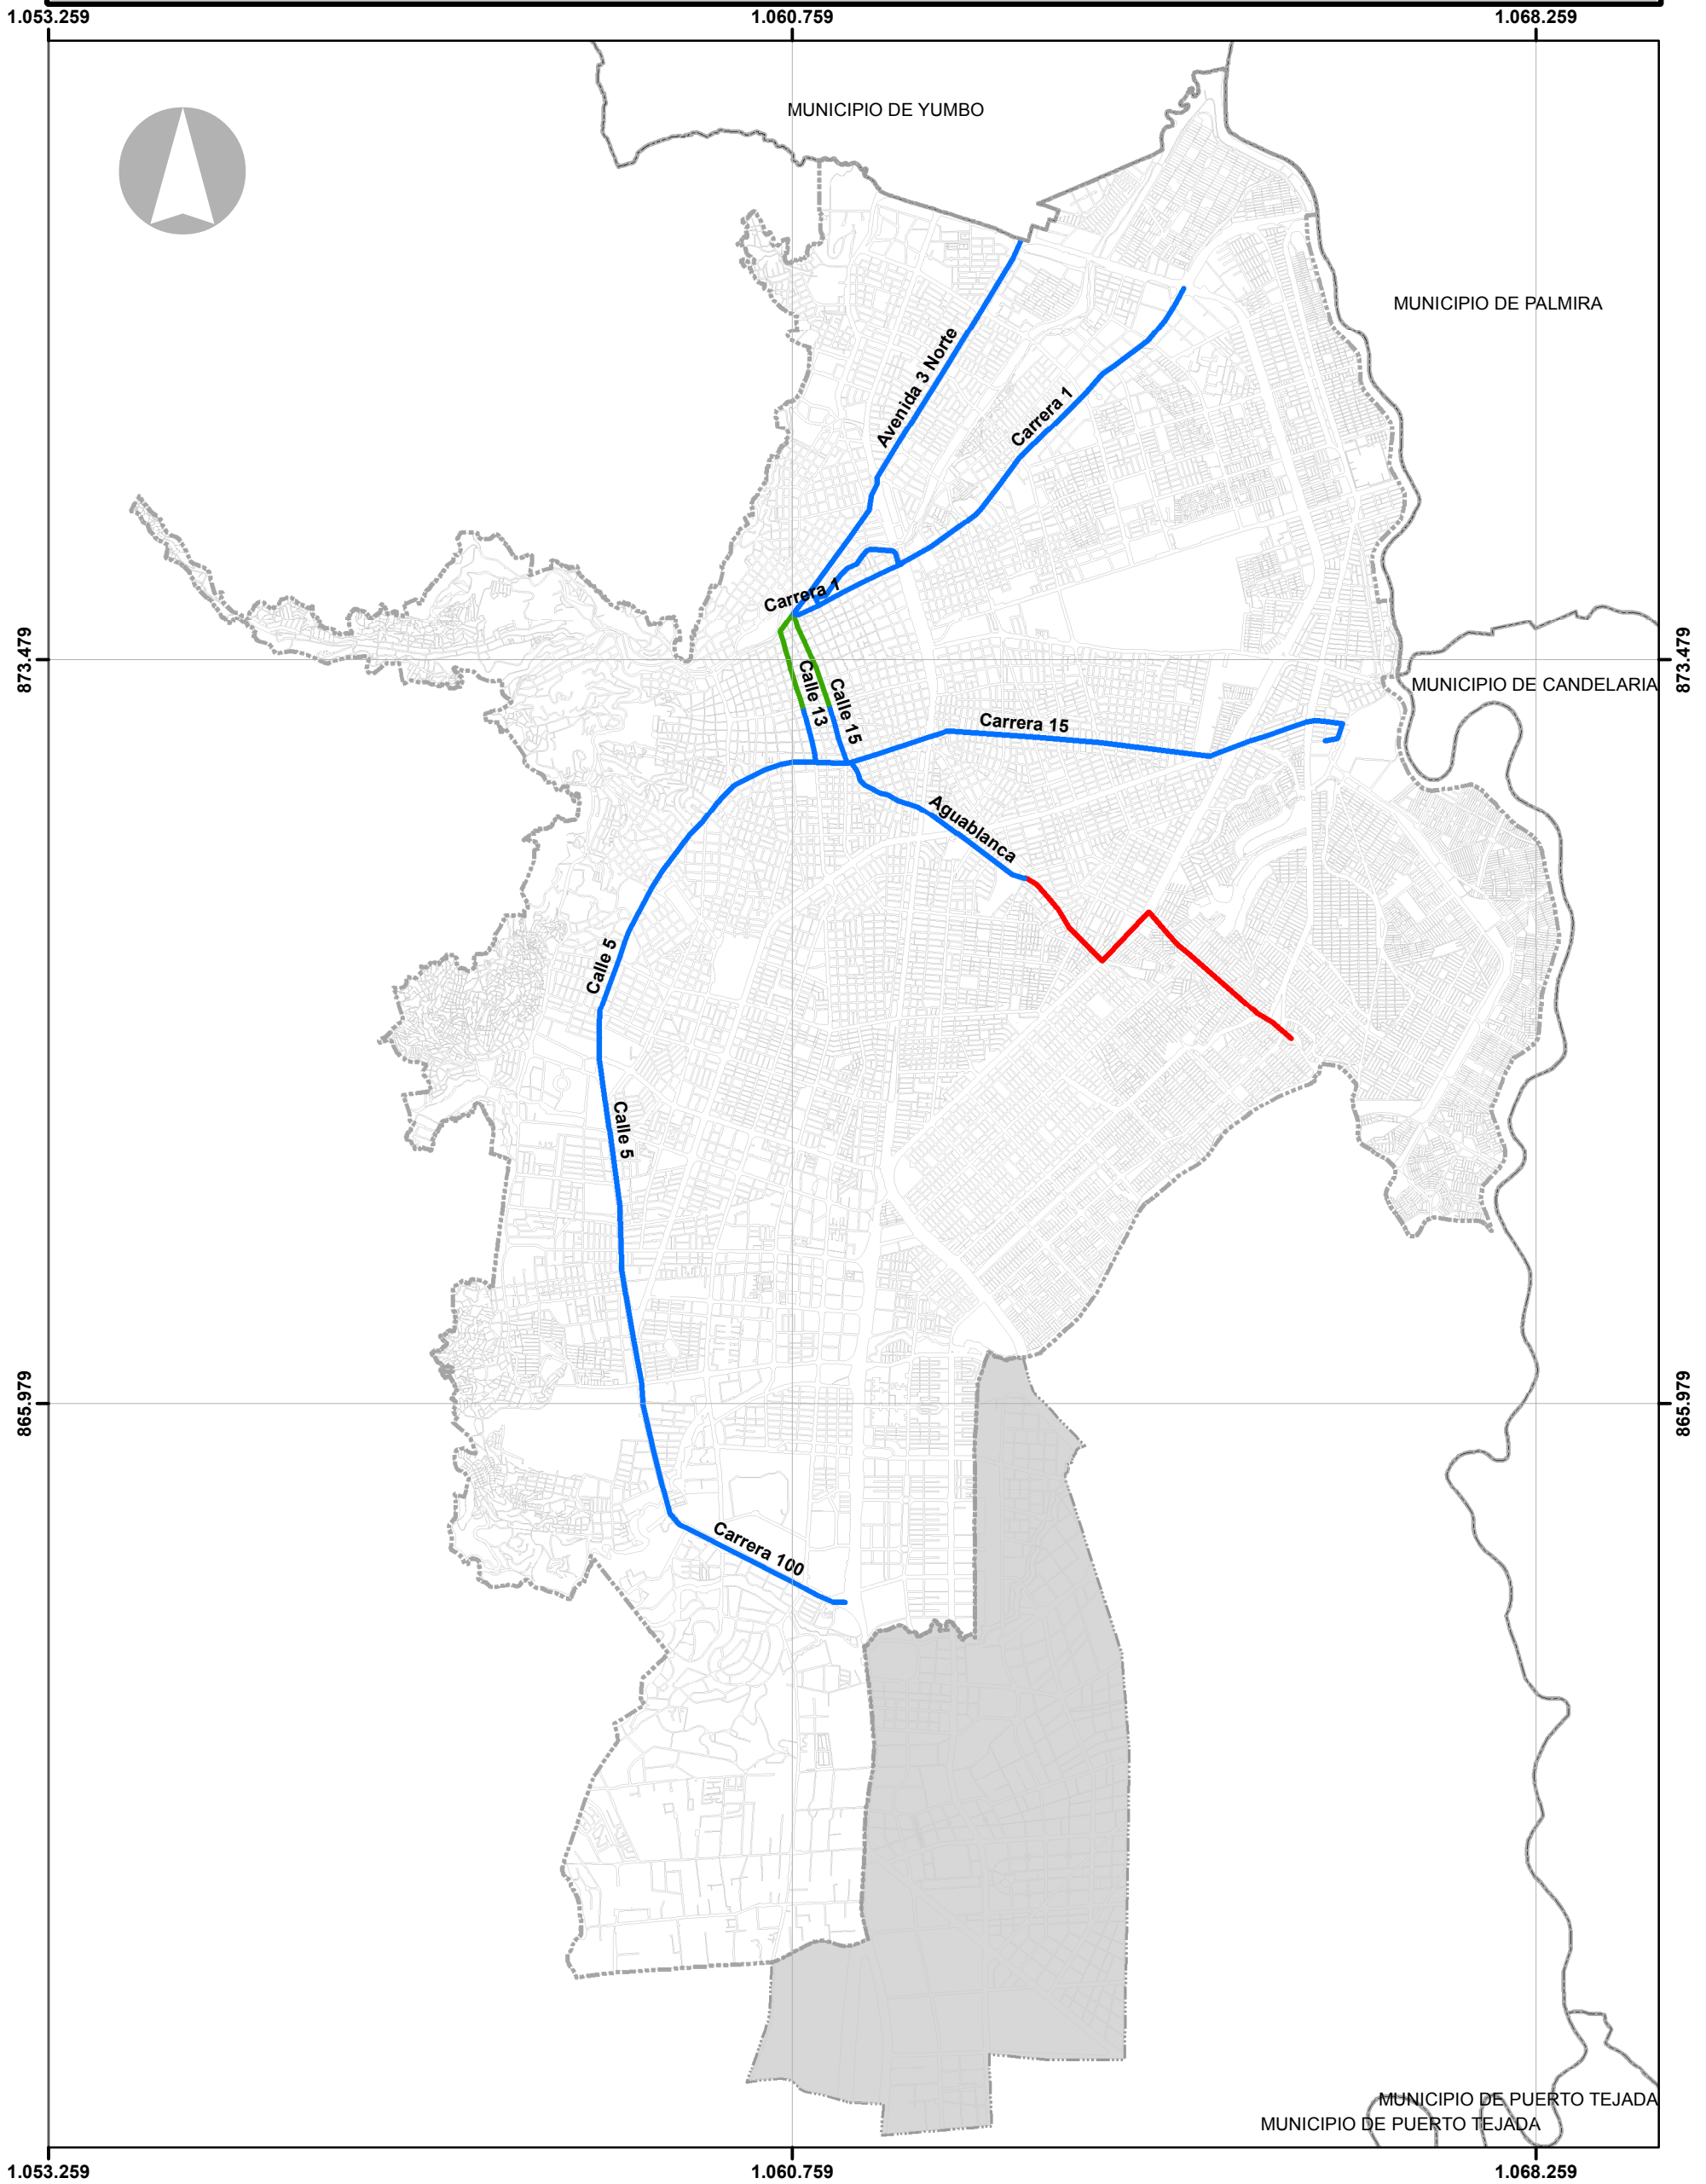 1.053.259
1.060.759
1.068.259
MUNICIPIO DE YUMBO
MUNICIPIO DE PALMIRA
Avenida 3 Norte
Carrera 1
Carrera 1
873.479
873.479
MUNICIPIO DE CANDELARIA
Calle 13
Calle 15
Carrera 15
Aguablanca
Calle 5
Calle 5
865.979
865.979
Carrera 100
MUNICIPIO DE PUERTO TEJADA
MUNICIPIO DE PUERTO TEJADA
1.053.259
1.060.759
1.068.259